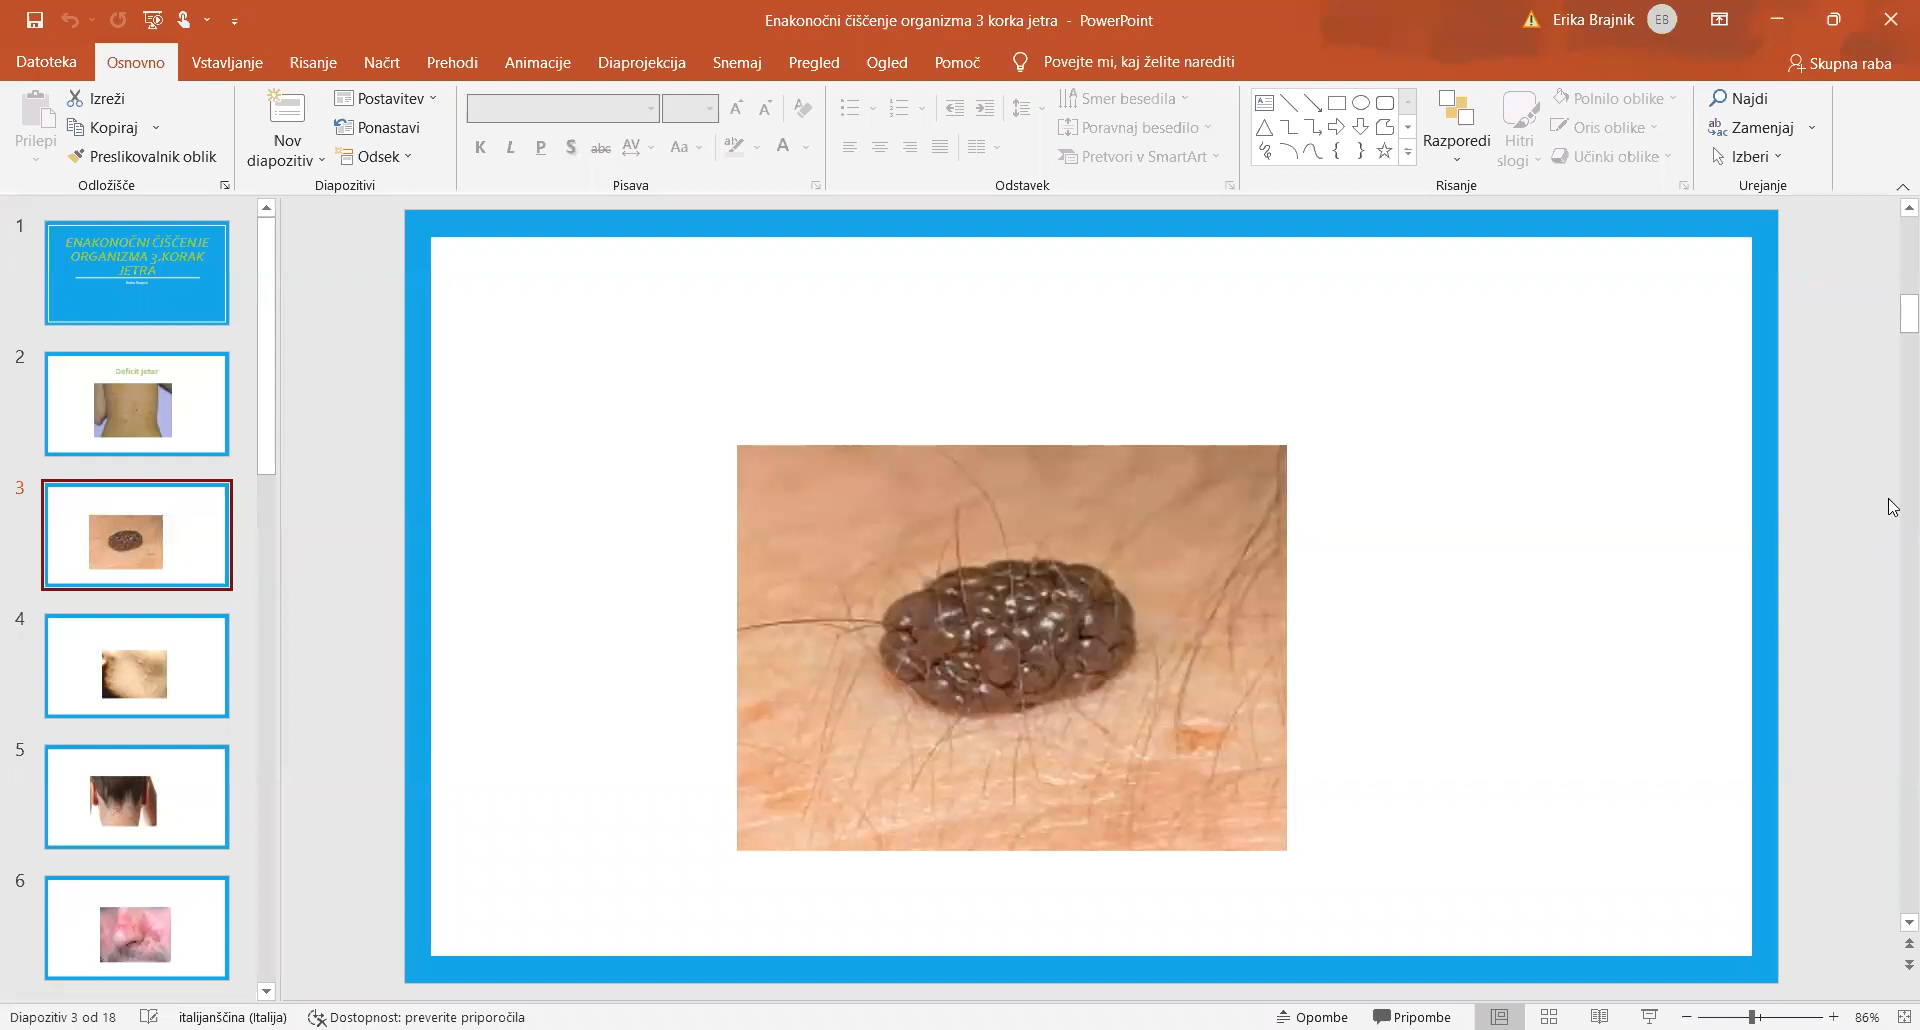 Enakonočni čiščenje organizma 3 korka jetra - PowerPoint
Erika Brajnik
EB
Datoteka
Osnovno
Vstavljanje
Risanje
Načrt
Prehodi
Animacije
Diaprojekcija
Snemaj
Pregled
Ogled
Pomoč
Povejte mi, kaj želite narediti
Skupna raba
Prilepi
Izreži
Kopiraj
Preslikovalnik oblik
Odložišče
Nov
diapozitiv
Postavitev
Ponastavi
Odsek
Diapozitivi
K L P S abc AV Aa A
Pisava
Smer besedila
Poravnaj besedilo
Pretvori v SmartArt
Odstavek
Razporedi
Hitri
slogi
Polnilo oblike
Oris oblike
Učinki oblike
Risanje
Najdi
Zamenjaj
Izberi
Urejanje
1
ENAKONOČNI ČIŠČENJE
ORGANIZMA 3.KORAK
JETRA
2
Deficit jeter
3
4
5
6
Diapozitiv 3 od 18
italijanščina (Italija)
Dostopnost: preverite priporočila
Opombe
Pripombe
86%